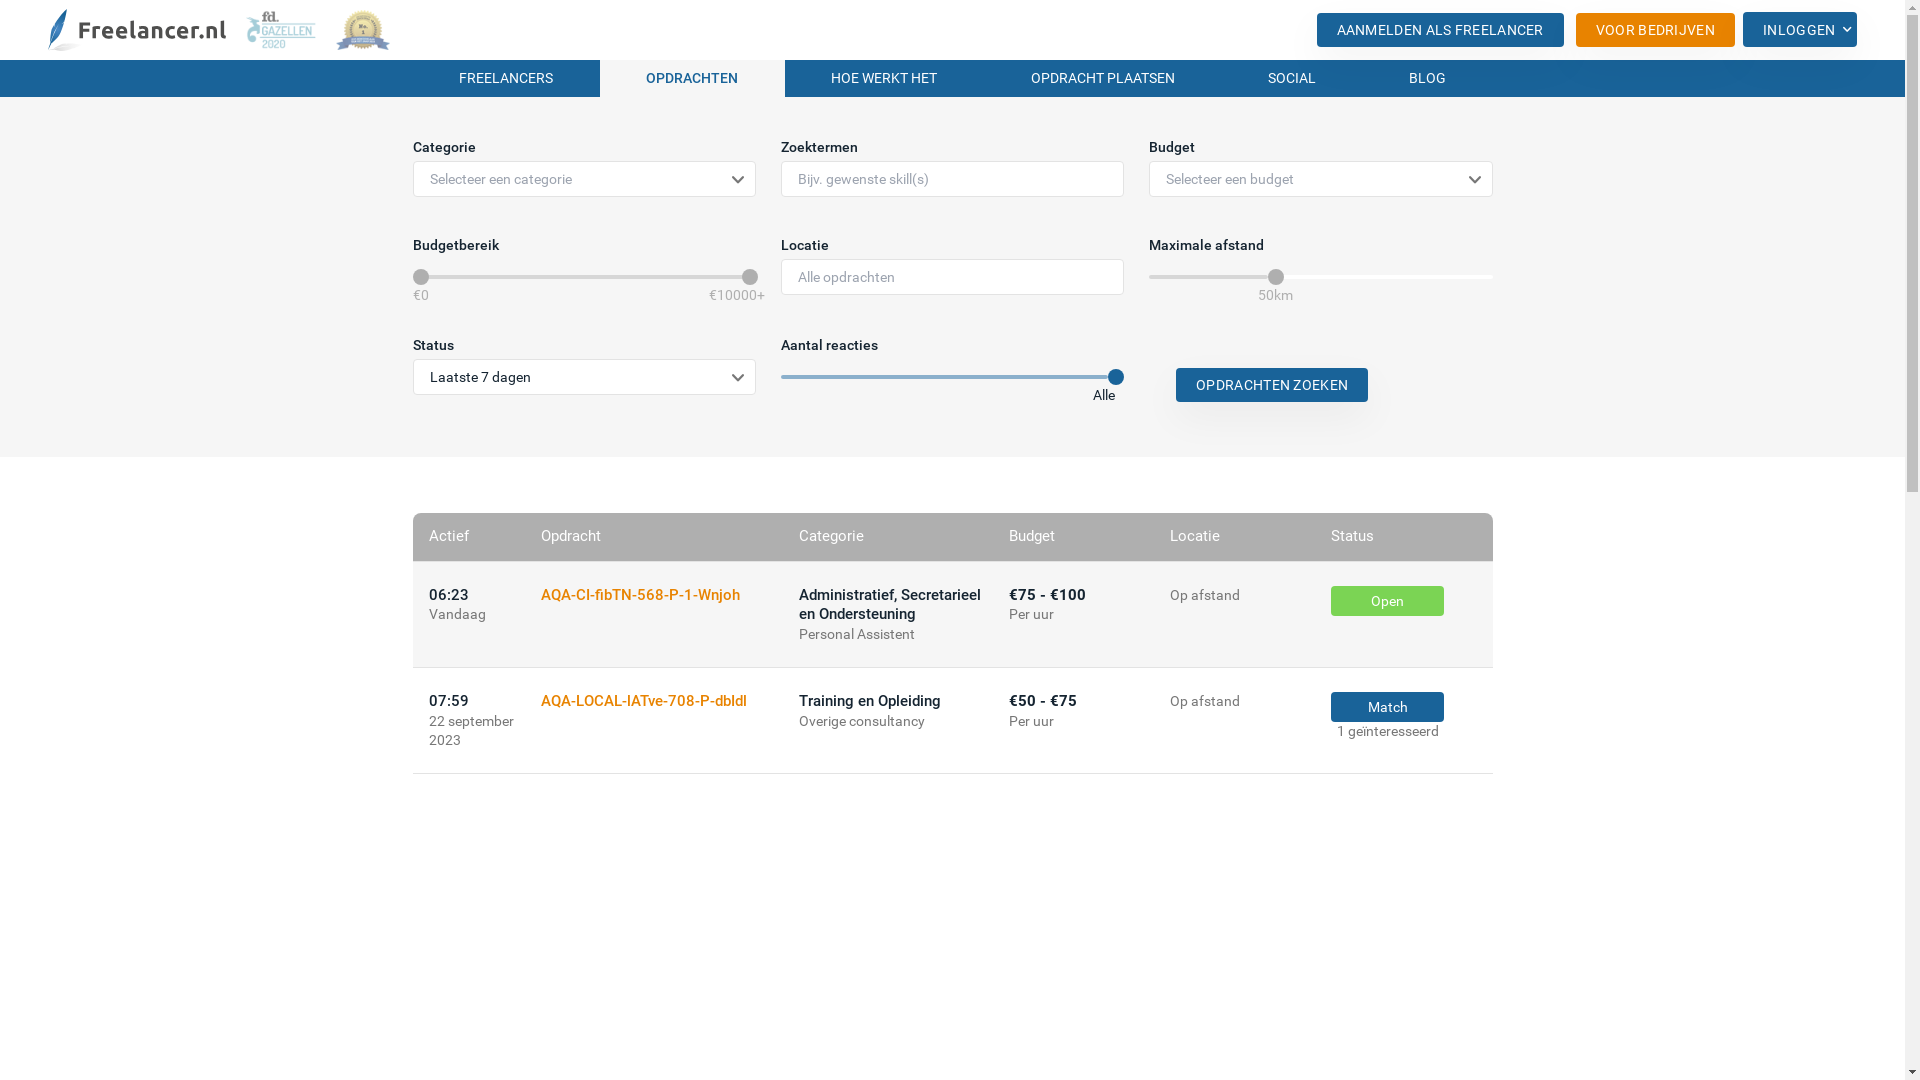 Freelancer.nl
fd.
GAZELLEN
2020
AANMELDEN ALS FREELANCER
VOOR BEDRIJVEN
INLOGGEN
FREELANCERS
OPDRACHTEN
HOE WERKT HET
OPDRACHT PLAATSEN
SOCIAL
BLOG
Categorie
Zoektermen
Budget
Selecteer een categorie
Bijv. gewenste skill(s)
Selecteer een budget
Budgetbereik
Locatie
Maximale afstand
Alle opdrachten
€0
€10000+
50km
Status
Aantal reacties
Laatste 7 dagen
OPDRACHTEN ZOEKEN
Alle
Actief
Opdracht
Categorie
Budget
Locatie
Status
06:23
Vandaag
AQA-CI-fibTN-568-P-1-Wnjoh
Administratief, Secretarieel
en Ondersteuning
Personal Assistent
€75 - €100
Per uur
Op afstand
Open
07:59
22 september
2023
AQA-LOCAL-IATve-708-P-dbIdI
Training en Opleiding
Overige consultancy
€50 - €75
Per uur
Op afstand
Match
1 geïnteresseerd